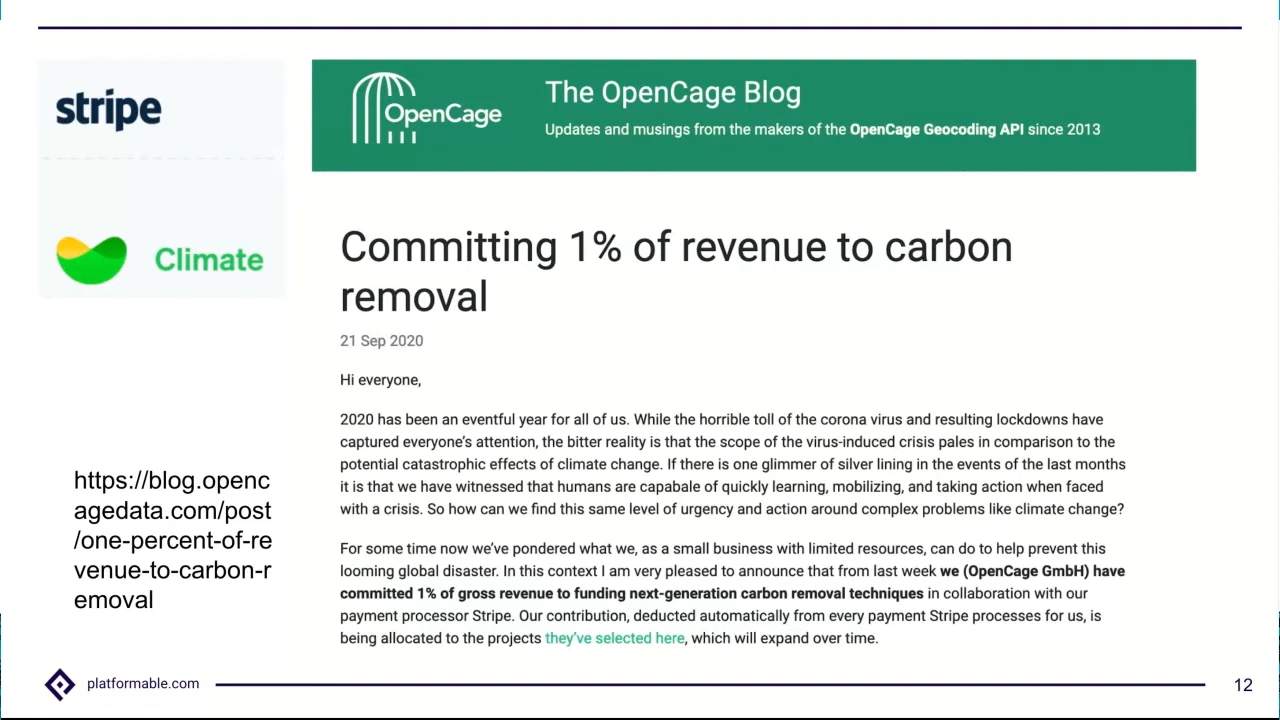 stripe
Climate
https://blog.openc
agedata.com/post
/one-percent-of-re
venue-to-carbon-r
emoval
OpenCage
The OpenCage Blog
Updates and musings from the makers of the OpenCage Geocoding API since 2013
Committing 1% of revenue to carbon
removal
21 Sep 2020
Hi everyone,
2020 has been an eventful year for all of us. While the horrible toll of the corona virus and resulting lockdowns have
captured everyone's attention, the bitter reality is that the scope of the virus-induced crisis pales in comparison to the
potential catastrophic effects of climate change. If there is one glimmer of silver lining in the events of the last months
it is that we have witnessed that humans are capabale of quickly learning, mobilizing, and taking action when faced
with a crisis. So how can we find this same level of urgency and action around complex problems like climate change?
For some time now we've pondered what we, as a small business with limited resources, can do to help prevent this
looming global disaster. In this context I am very pleased to announce that from last week we (OpenCage GmbH) have
committed 1% of gross revenue to funding next-generation carbon removal techniques in collaboration with our
payment processor Stripe. Our contribution, deducted automatically from every payment Stripe processes for us, is
being allocated to the projects they've selected here, which will expand over time.
platformable.com
12